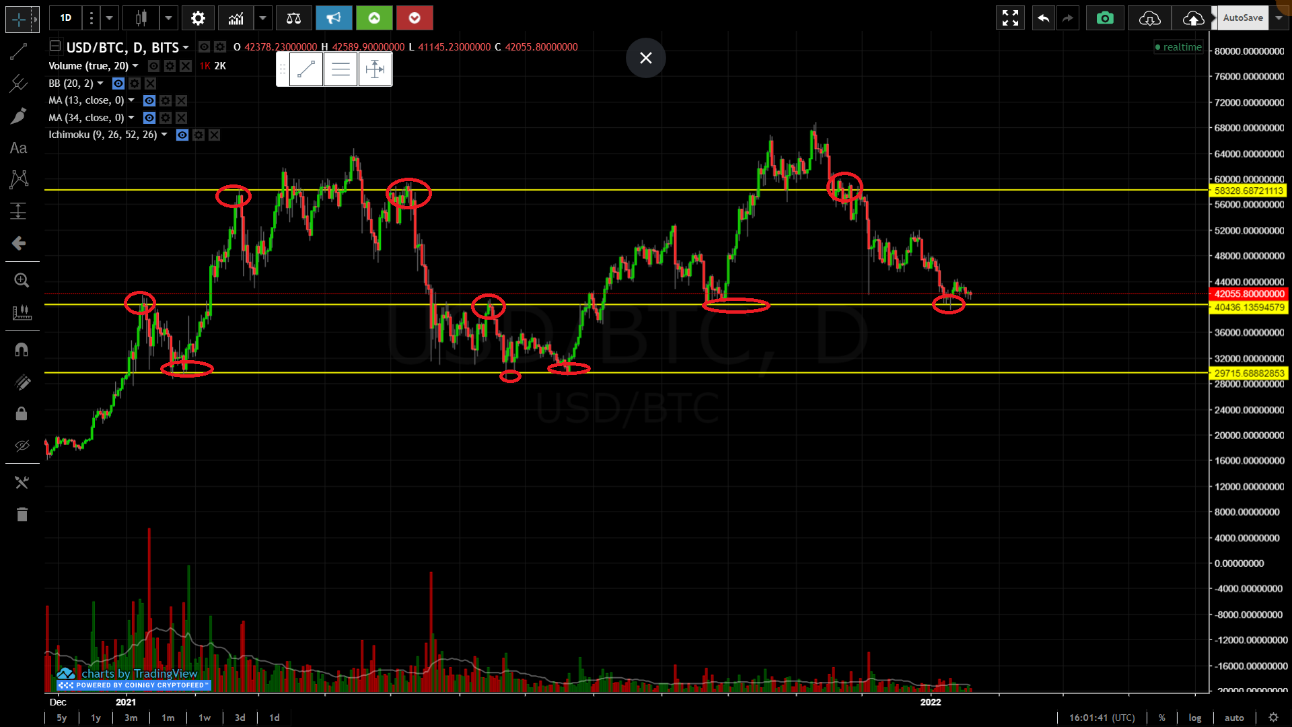 1D
AutoSave
USD/BTC, D, BITS O 42378.23000000 H 42589.90000000 L 41145.23000000 C 42055.80000000
realtime
Volume (true, 20) 1K 2K
BB (20, 2)
MA (13, close, 0)
MA (34, close, 0)
Ichimoku (9, 26, 52, 26)
Aa
80000.00000000
76000.00000000
72000.00000000
68000.00000000
64000.00000000
60000.00000000
58328.68721113
56000.00000000
52000.00000000
48000.00000000
44000.00000000
42055.80000000
40436.13594579
36000.00000000
32000.00000000
29715.68882853
28000.00000000
24000.00000000
20000.00000000
16000.00000000
12000.00000000
8000.00000000
4000.00000000
0.00000000
-4000.00000000
-8000.00000000
-12000.00000000
-16000.00000000
-20000.00000000
USD/BTC, D
USD/BTC
charts by TradingView
POWERED BY COINIGY CRYPTOFEED™
Dec 2021 2022
5y 1y 3m 1m 1w 3d 1d 16:01:41 (UTC) % log auto